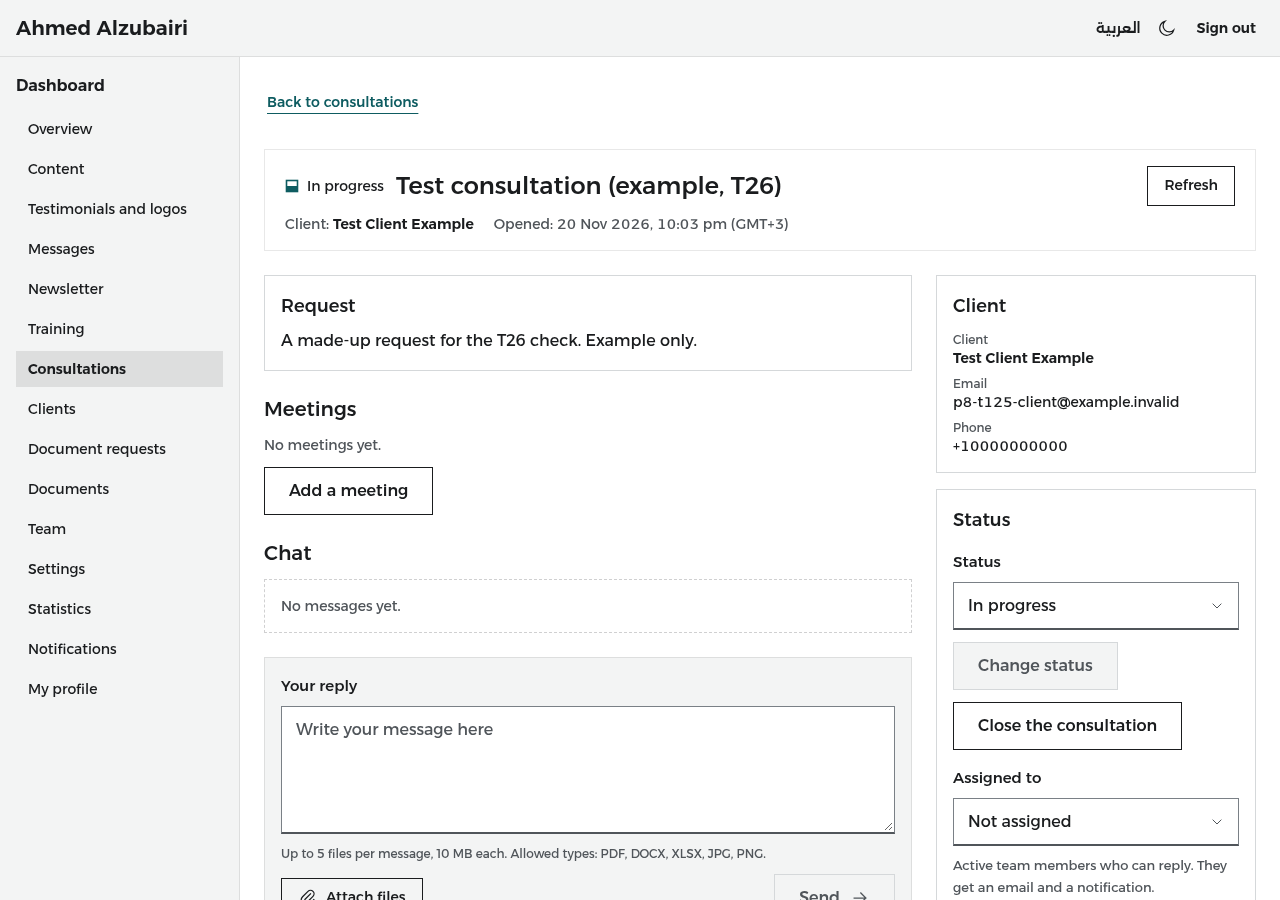 Ahmed Alzubairi
العربية
Sign out
Dashboard
Overview
Content
Testimonials and logos
Messages
Newsletter
Training
Consultations
Clients
Document requests
Documents
Team
Settings
Statistics
Notifications
My profile
Back to consultations
In progress
Test consultation (example, T26)
Refresh
Client: Test Client Example
Opened: 20 Nov 2026, 10:03 pm (GMT+3)
Request
A made-up request for the T26 check. Example only.
Meetings
No meetings yet.
Add a meeting
Chat
No messages yet.
Your reply
Write your message here
Up to 5 files per message, 10 MB each. Allowed types: PDF, DOCX, XLSX, JPG, PNG.
Attach files
Send
Client
Client
Test Client Example
Email
p8-t125-client@example.invalid
Phone
+10000000000
Status
Status
In progress
Change status
Close the consultation
Assigned to
Not assigned
Active team members who can reply. They
get an email and a notification.